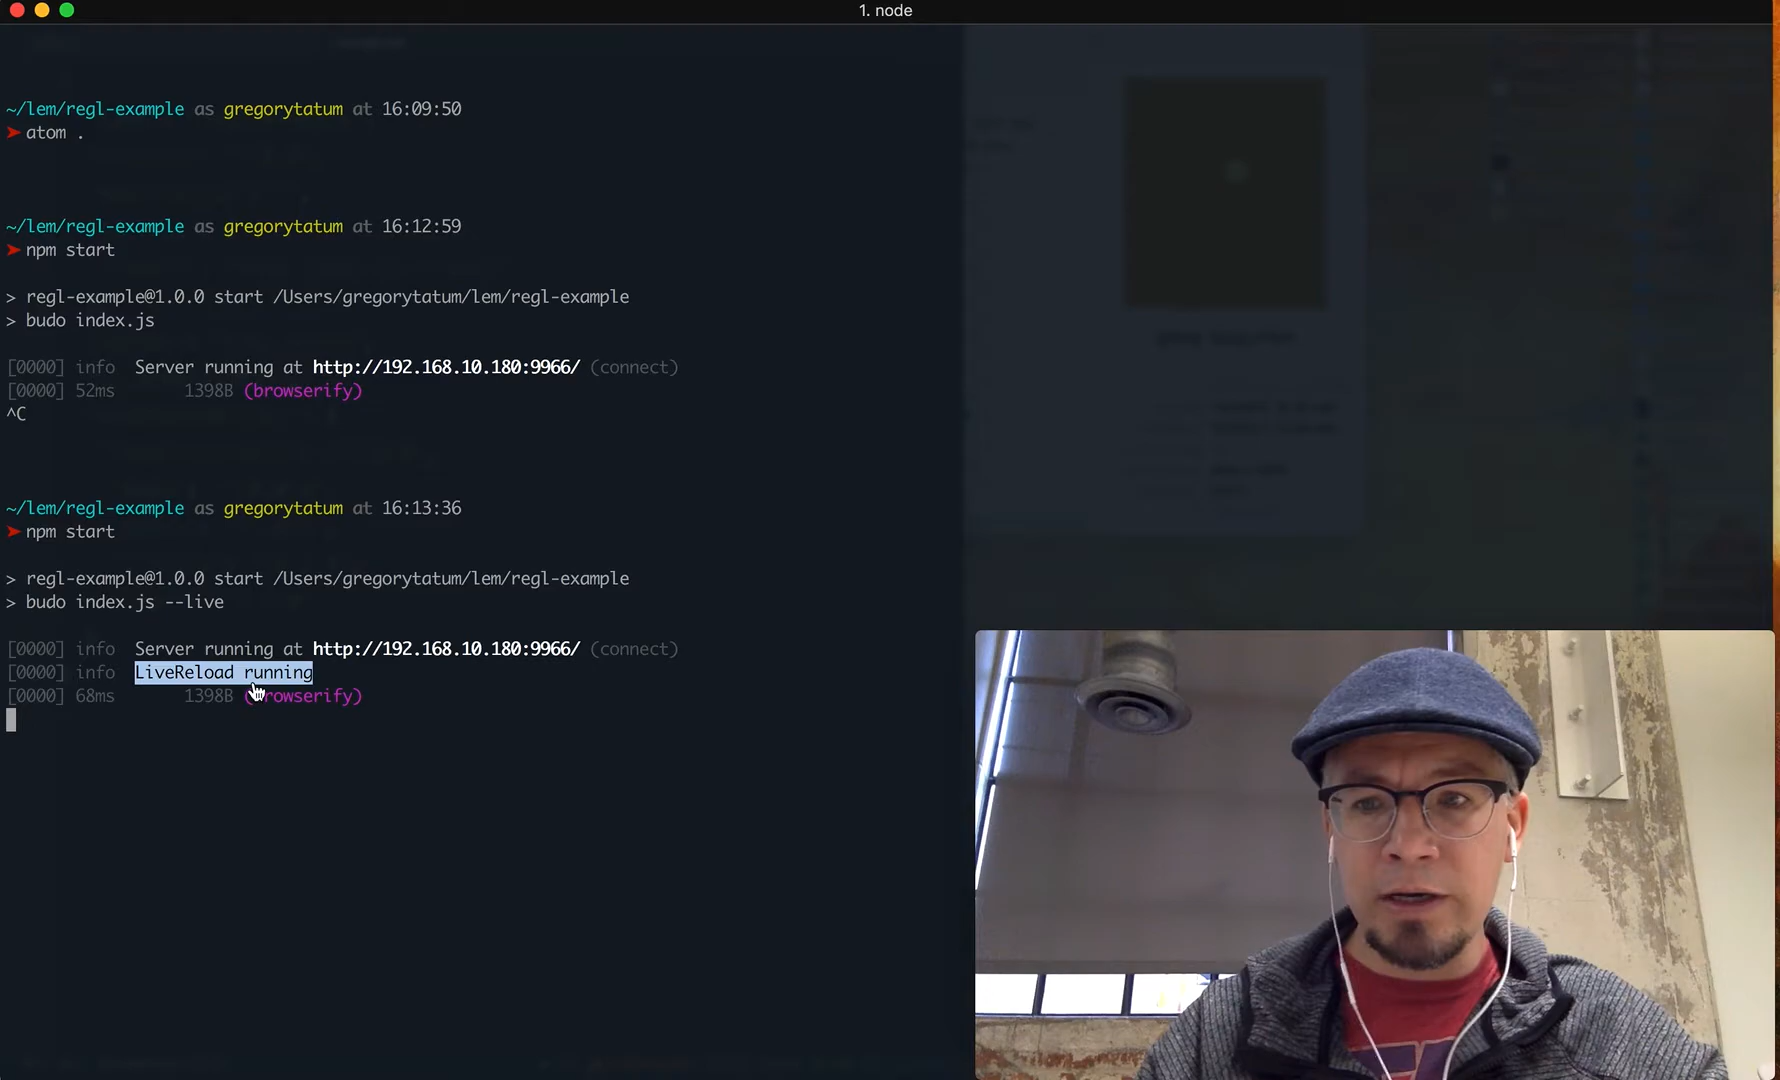 1. node
~/lem/regl-example as gregorytatum at 16:09:50
➤ atom .
~/lem/regl-example as gregorytatum at 16:12:59
➤ npm start
> regl-example@1.0.0 start /Users/gregorytatum/lem/regl-example
> budo index.js
[0000] info  Server running at http://192.168.10.180:9966/ (connect)
[0000] 52ms       1398B (browserify)
^C
~/lem/regl-example as gregorytatum at 16:13:36
➤ npm start
> regl-example@1.0.0 start /Users/gregorytatum/lem/regl-example
> budo index.js --live
[0000] info  Server running at http://192.168.10.180:9966/ (connect)
[0000] info  LiveReload running
[0000] 68ms       1398B (browserify)